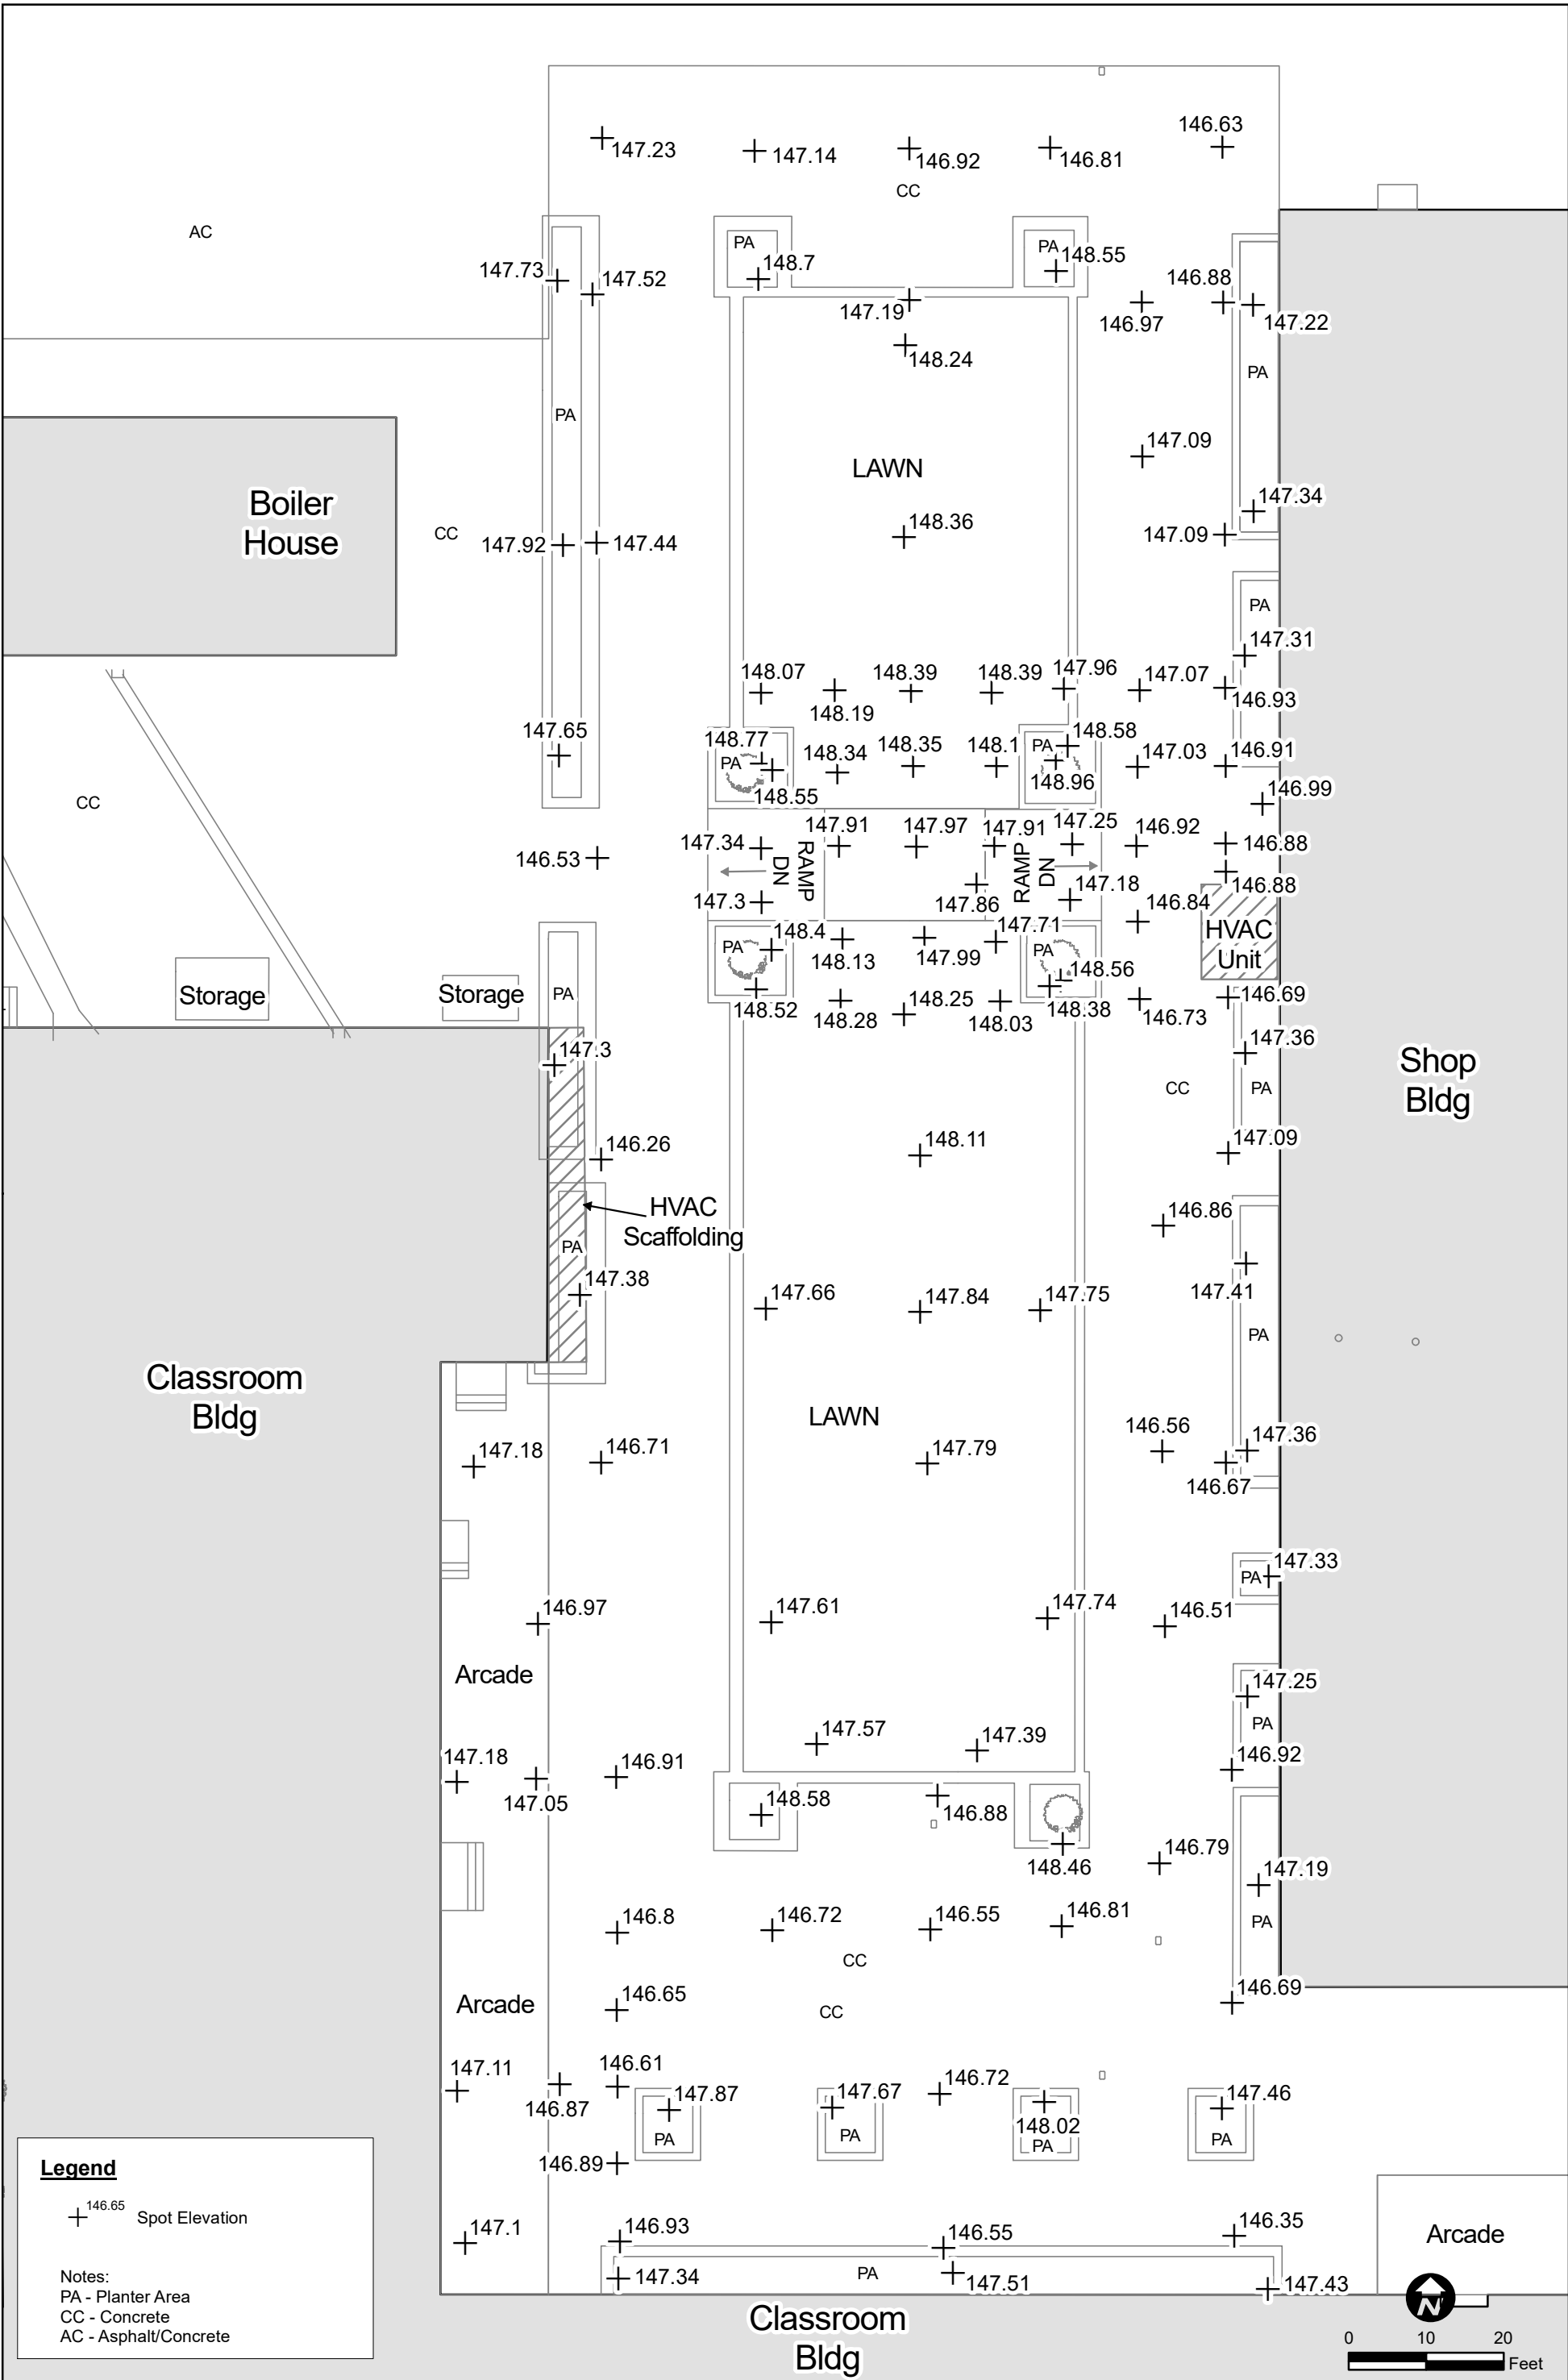 146.63
147.23
147.14
146.92
146.81
CC
AC
PA
148.7
PA
148.55
147.73
147.52
147.19
146.88
146.97
147.22
148.24
PA
PA
147.09
LAWN
Boiler
House
147.34
CC
147.92
147.44
148.36
147.09
PA
147.31
148.07
148.39
148.39
147.96
147.07
148.19
146.93
147.65
148.77
148.34
148.35
148.1
PA
148.58
147.03
146.91
PA
148.55
148.96
146.99
CC
147.34
147.91
147.97
147.91
147.25
146.92
146.88
146.53
RAMP
DN
RAMP
DN
147.3
147.86
147.18
146.84
146.88
HVAC
Unit
PA
148.4
148.13
147.99
147.71
PA
148.56
Storage
Storage
PA
148.52
148.28
148.25
148.03
148.38
146.73
146.69
147.3
147.36
Shop
Bldg
CC
PA
146.26
148.11
147.09
HVAC
Scaffolding
146.86
PA
147.38
147.66
147.84
147.75
147.41
PA
Classroom
Bldg
LAWN
147.18
146.71
147.79
146.56
147.36
146.67
147.33
PA
146.97
147.61
147.74
146.51
Arcade
147.25
PA
147.18
147.05
146.91
147.57
147.39
146.92
148.58
146.88
148.46
146.79
147.19
PA
146.8
146.72
146.55
146.81
CC
Arcade
146.65
CC
146.69
147.11
146.87
146.61
147.87
PA
147.67
PA
146.72
148.02
PA
147.46
PA
146.89
147.1
146.93
146.55
146.35
Arcade
147.34
PA
147.51
147.43
Classroom
Bldg
Legend
146.65 Spot Elevation
Notes:
PA - Planter Area
CC - Concrete
AC - Asphalt/Concrete
N
0 10 20
Feet